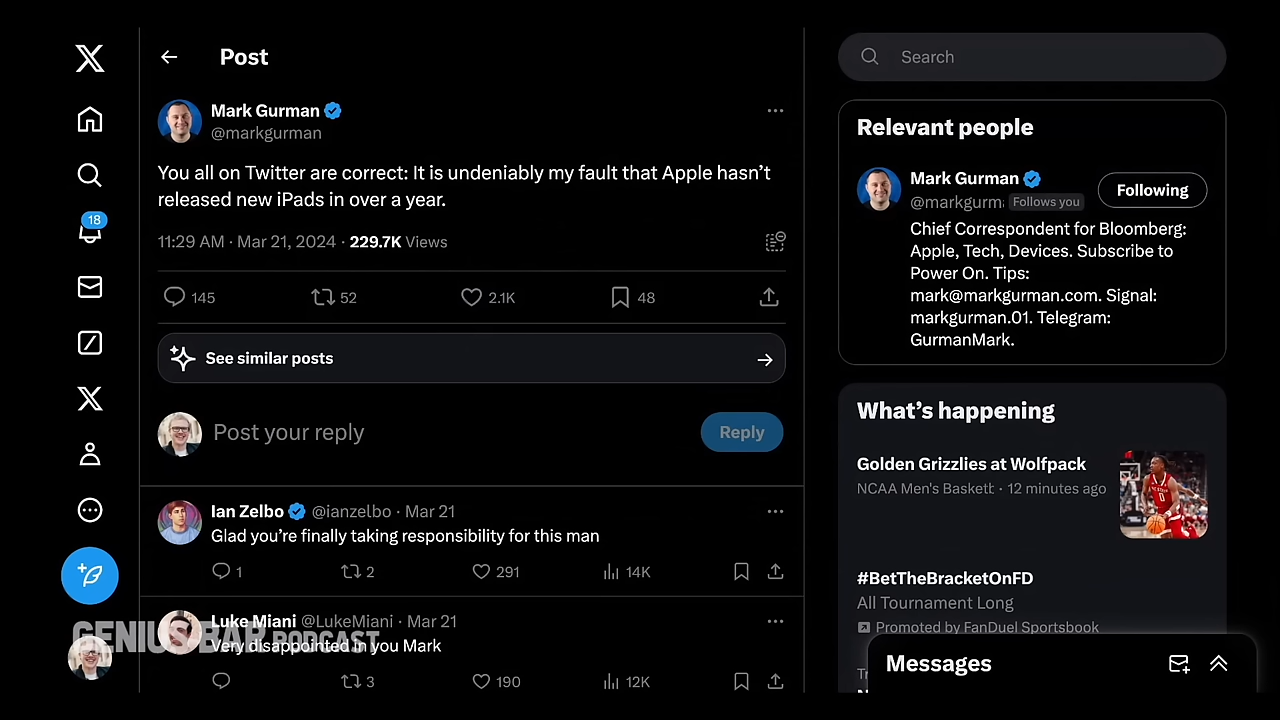 Post
Search
Mark Gurman
@markgurman
You all on Twitter are correct: It is undeniably my fault that Apple hasn't
released new iPads in over a year.
11:29 AM · Mar 21, 2024 · 229.7K Views
145
52
2.1K
48
See similar posts
Post your reply
Reply
Ian Zelbo @ianzelbo · Mar 21
Glad you're finally taking responsibility for this man
1
2
291
14K
Luke Miani @LukeMiani · Mar 21
Very disappointed in you Mark
3
190
12K
18
GENIUS BAR PODCAST
Relevant people
Mark Gurman
@markgurm
Follows you
Following
Chief Correspondent for Bloomberg:
Apple, Tech, Devices. Subscribe to
Power On. Tips:
mark@markgurman.com. Signal:
markgurman.01. Telegram:
GurmanMark.
What's happening
Golden Grizzlies at Wolfpack
NCAA Men's Baskett · 12 minutes ago
#BetTheBracketOnFD
All Tournament Long
Promoted by FanDuel Sportsbook
Messages